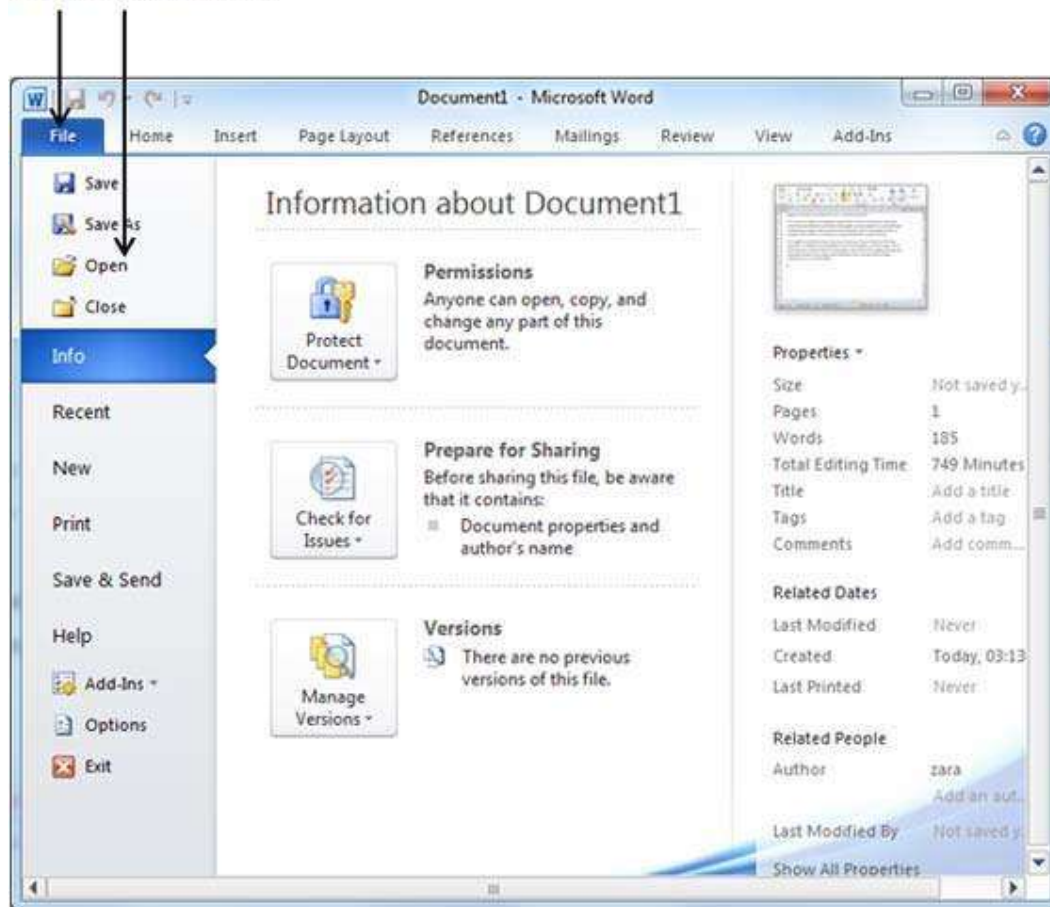 Document1 - Microsoft Word
File Home Insert Page Layout References Mailings Review View Add-Ins
Save
Save As
Open
Close
Info
Recent
New
Print
Save & Send
Help
Add-Ins
Options
Exit
Information about Document1
Protect
Document
Permissions
Anyone can open, copy, and
change any part of this
document.
Check for
Issues
Prepare for Sharing
Before sharing this file, be aware
that it contains:
Document properties and
author's name
Manage
Versions
Versions
There are no previous
versions of this file.
Properties
Size Not saved y...
Pages 1
Words 185
Total Editing Time 749 Minutes
Title Add a title
Tags Add a tag
Comments Add comm...
Related Dates
Last Modified Never
Created Today, 03:13
Last Printed Never
Related People
Author zara
Add an aut...
Last Modified By Not saved y...
Show All Properties